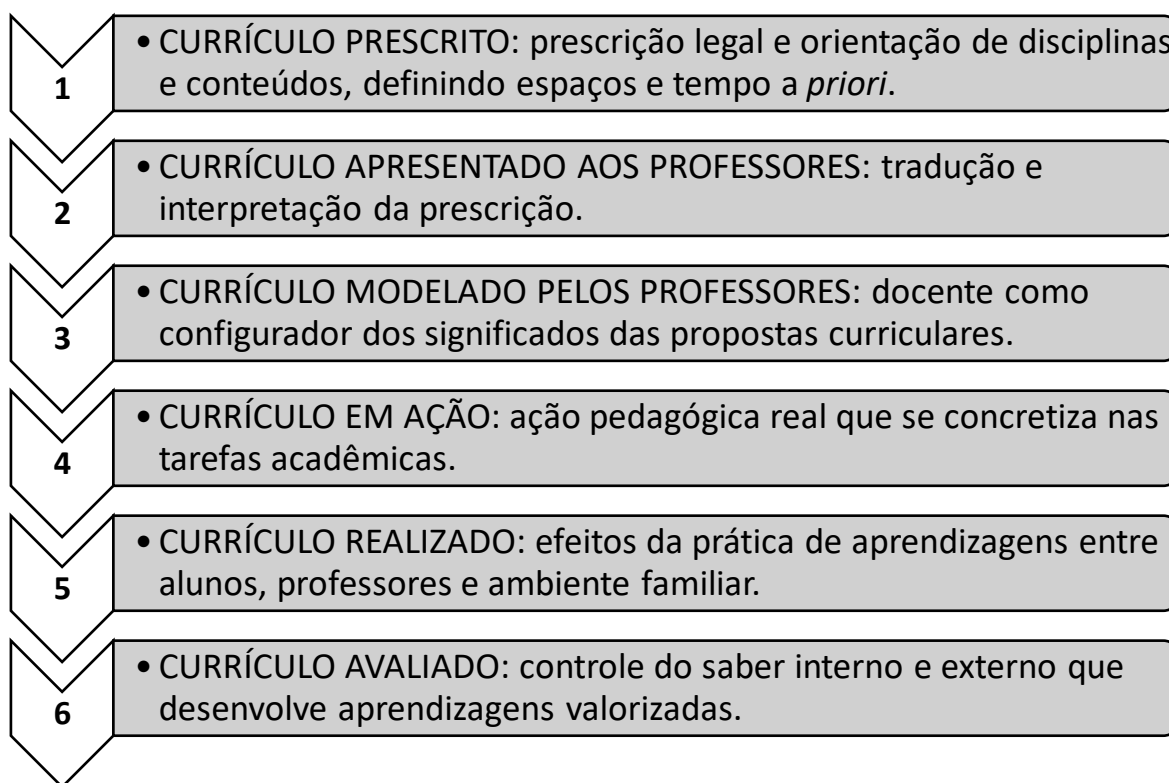 • CURRÍCULO PRESCRITO: prescrição legal e orientação de disciplinas
1 e conteúdos, definindo espaços e tempo a priori.
• CURRÍCULO APRESENTADO AOS PROFESSORES: tradução e
2 interpretação da prescrição.
• CURRÍCULO MODELADO PELOS PROFESSORES: docente como
3 configurador dos significados das propostas curriculares.
• CURRÍCULO EM AÇÃO: ação pedagógica real que se concretiza nas
4 tarefas acadêmicas.
• CURRÍCULO REALIZADO: efeitos da prática de aprendizagens entre
5 alunos, professores e ambiente familiar.
• CURRÍCULO AVALIADO: controle do saber interno e externo que
6 desenvolve aprendizagens valorizadas.